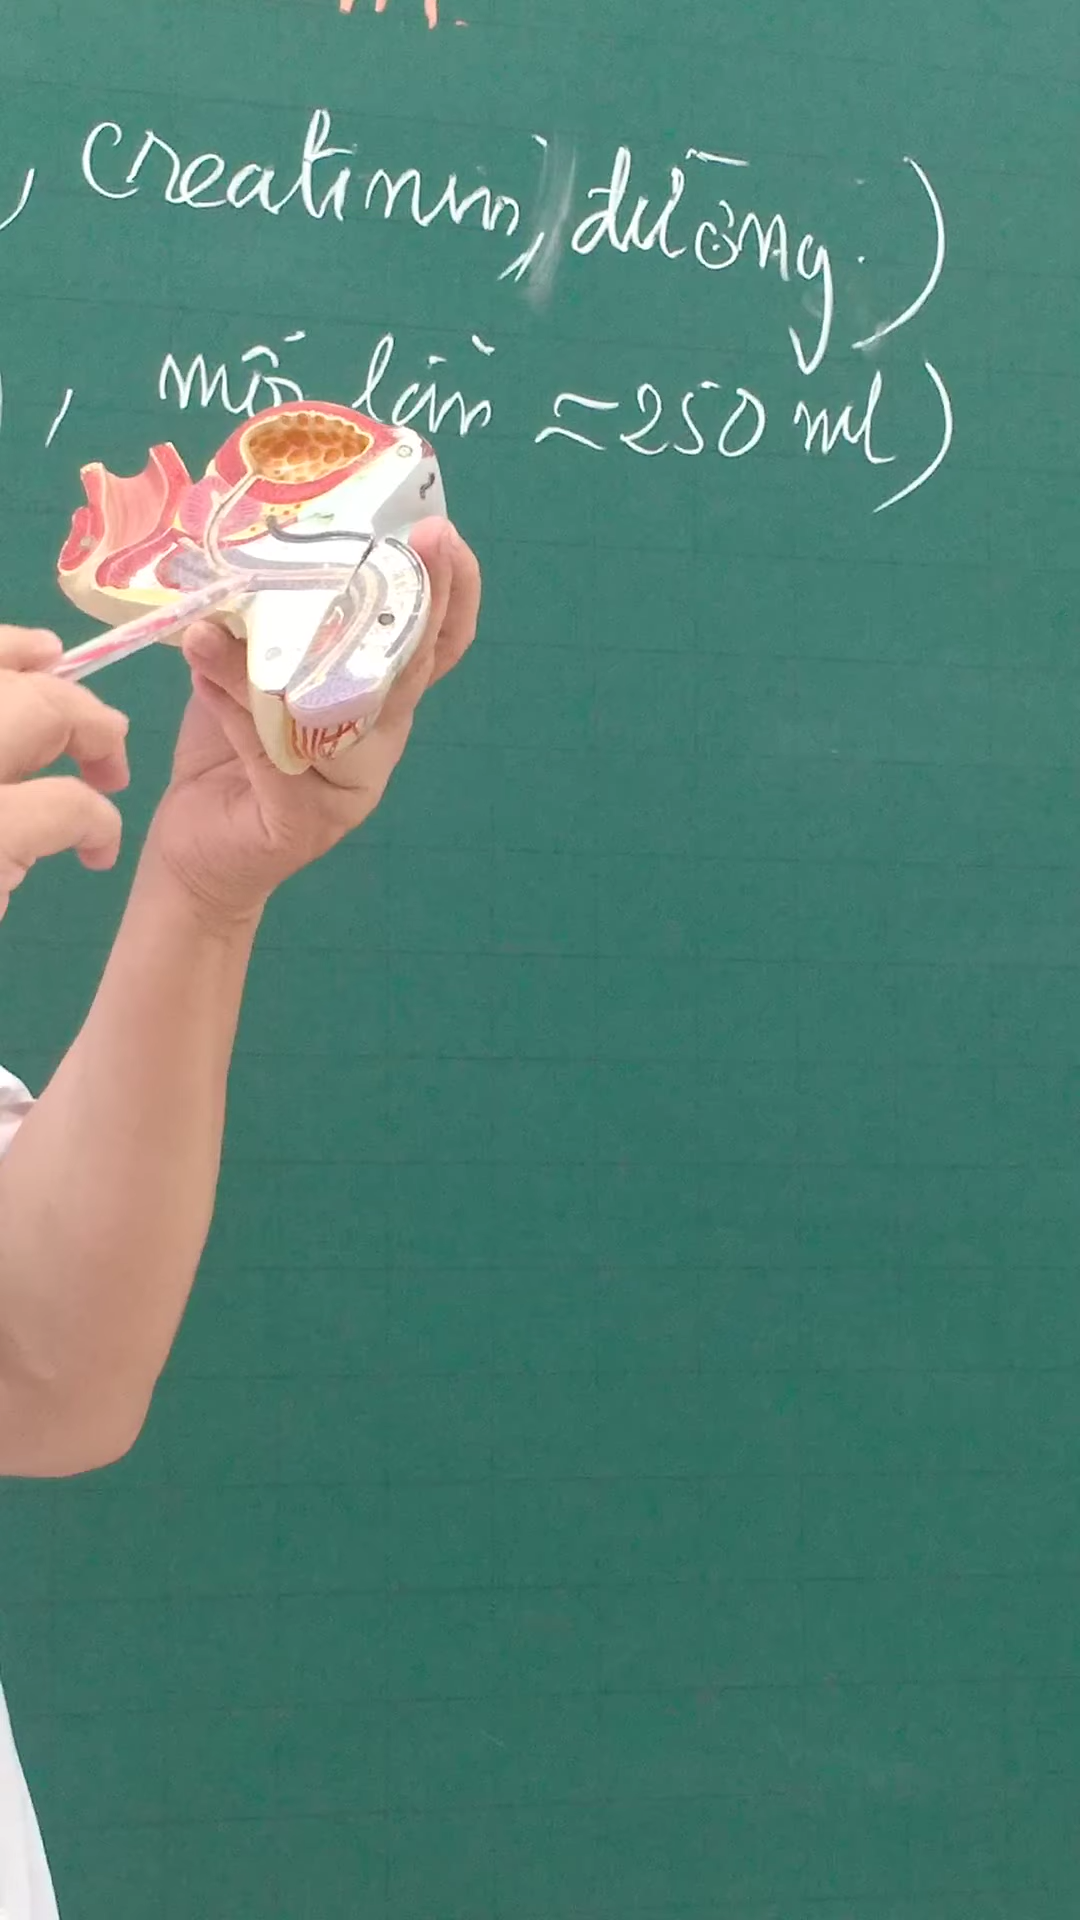 , creatinin, đường.)
), mỗi lần ≈ 250 ml)